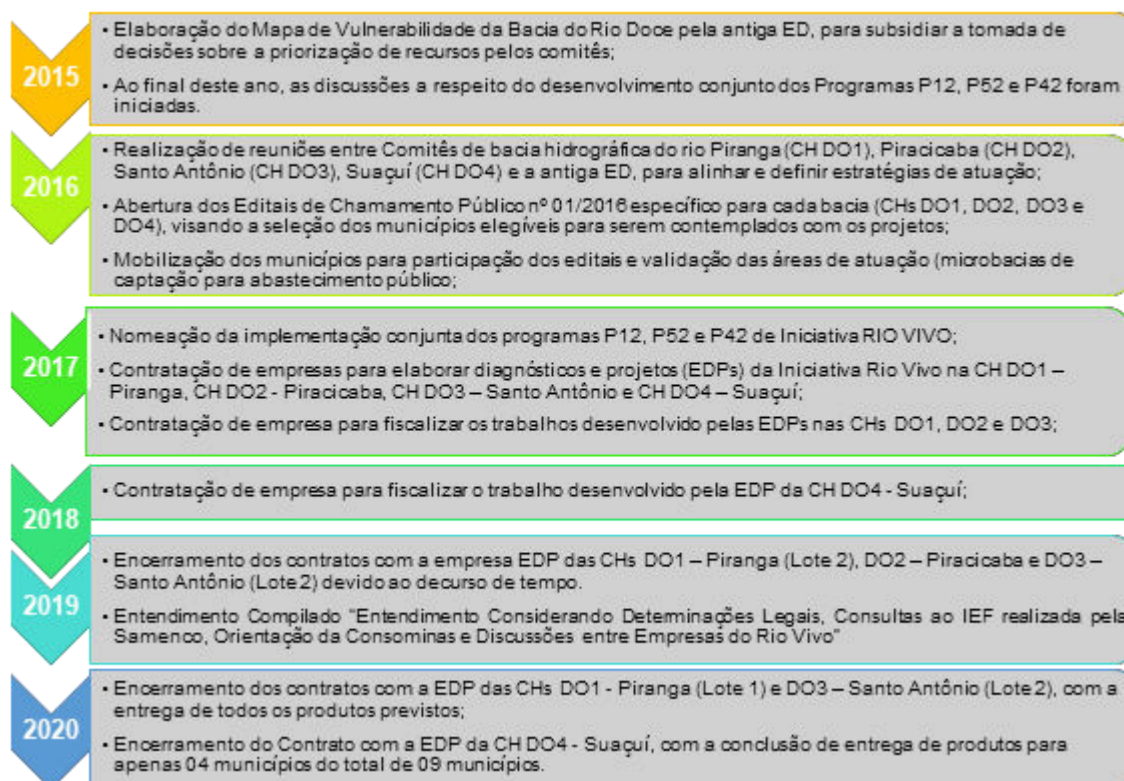 2015
• Elaboração do Mapa de Vulnerabilidade da Bacia do Rio Doce pela antiga ED, para subsidiar a tomada de
decisões sobre a priorização de recursos pelos comitês;
• Ao final deste ano, as discussões a respeito do desenvolvimento conjunto dos Programas P12, P52 e P42 foram
iniciadas.
2016
• Realização de reuniões entre Comitês de bacia hidrográfica do rio Piranga (CH DO1), Piracicaba (CH DO2),
Santo Antônio (CH DO3), Suaçuí (CH DO4) e a antiga ED, para alinhar e definir estratégias de atuação;
• Abertura dos Editais de Chamamento Público nº 01/2016 específico para cada bacia (CHs DO1, DO2, DO3 e
DO4), visando a seleção dos municípios elegíveis para serem contemplados com os projetos;
• Mobilização dos municípios para participação dos editais e validação das áreas de atuação (microbacias de
captação para abastecimento público;
2017
• Nomeação da implementação conjunta dos programas P12, P52 e P42 de Iniciativa RIO VIVO;
• Contratação de empresas para elaborar diagnósticos e projetos (EDPs) da Iniciativa Rio Vivo na CH DO1 –
Piranga, CH DO2 - Piracicaba, CH DO3 – Santo Antônio e CH DO4 – Suaçuí;
• Contratação de empresa para fiscalizar os trabalhos desenvolvido pelas EDPs nas CHs DO1, DO2 e DO3;
2018
• Contratação de empresa para fiscalizar o trabalho desenvolvido pela EDP da CH DO4 - Suaçuí;
2019
• Encerramento dos contratos com a empresa EDP das CHs DO1 – Piranga (Lote 2), DO2 – Piracicaba e DO3 –
Santo Antônio (Lote 2) devido ao decurso de tempo.
• Entendimento Compilado "Entendimento Considerando Determinações Legais, Consultas ao IEF realizada pela
Samenco, Orientação da Consominas e Discussões entre Empresas do Rio Vivo"
2020
• Encerramento dos contratos com a EDP das CHs DO1 - Piranga (Lote 1) e DO3 – Santo Antônio (Lote 2), com a
entrega de todos os produtos previstos;
• Encerramento do Contrato com a EDP da CH DO4 - Suaçuí, com a conclusão de entrega de produtos para
apenas 04 municípios do total de 09 municípios.